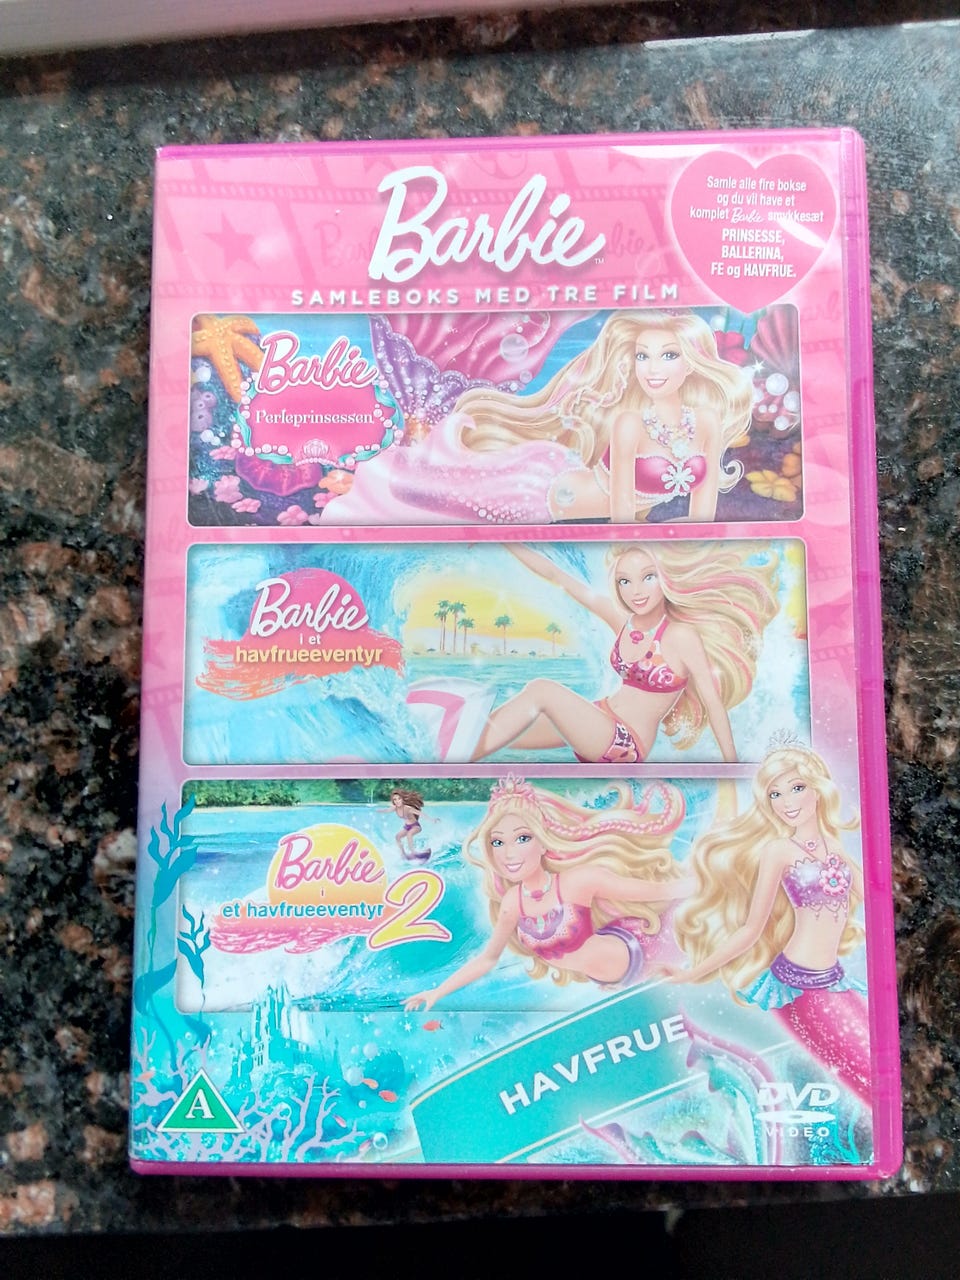 Barbie™
SAMLEBOKS MED TRE FILM
Samle alle fire bokse
og du vil have et
komplet Barbie smykkesæt
PRINSESSE,
BALLERINA,
FE og HAVFRUE.
Barbie
Perleprinsessen
Barbie
i et
havfrueeventyr
Barbie
i
et havfrueeventyr 2
HAVFRUE
A
DVD
VIDEO